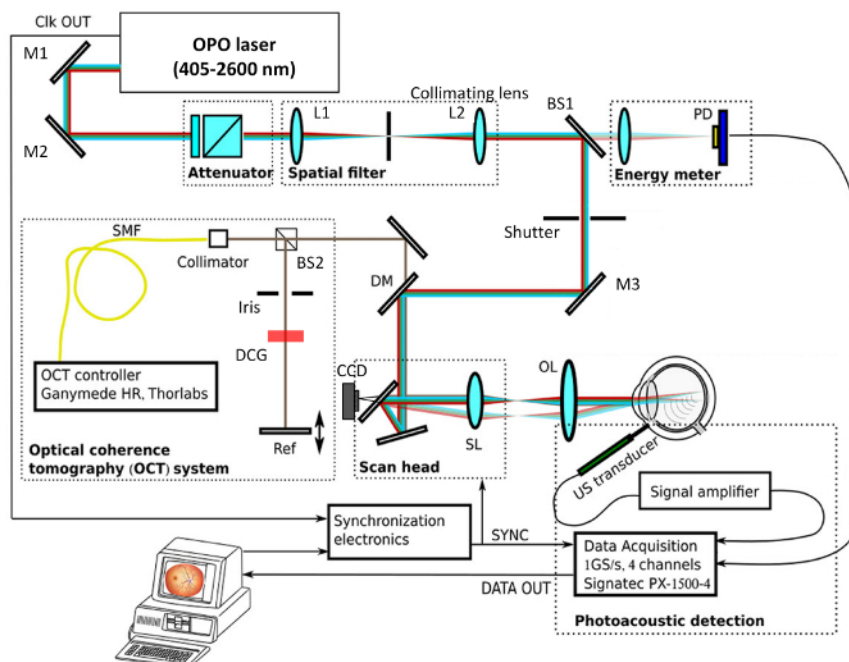 Clk OUT
OPO laser
(405-2600 nm)
M1
M2
Attenuator
L1
Spatial filter
Collimating lens
L2
BS1
PD
Energy meter
Shutter
M3
SMF
Collimator
BS2
DM
Iris
DCG
OCT controller
Ganymede HR, Thorlabs
Ref
Optical coherence
tomography (OCT) system
CCD
SL
Scan head
OL
US transducer
Signal amplifier
Synchronization
electronics
SYNC
Data Acquisition
1GS/s, 4 channels
Signatec PX-1500-4
DATA OUT
Photoacoustic detection